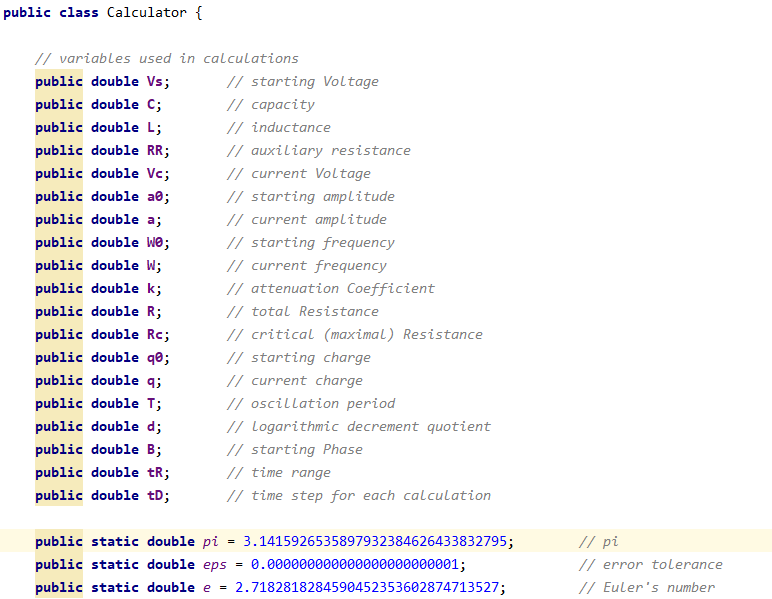 public class Calculator {
// variables used in calculations
public double Vs; // starting Voltage
public double C; // capacity
public double L; // inductance
public double RR; // auxiliary resistance
public double Vc; // current Voltage
public double a0; // starting amplitude
public double a; // current amplitude
public double W0; // starting frequency
public double W; // current frequency
public double k; // attenuation Coefficient
public double R; // total Resistance
public double Rc; // critical (maximal) Resistance
public double q0; // starting charge
public double q; // current charge
public double T; // oscillation period
public double d; // logarithmic decrement quotient
public double B; // starting Phase
public double tR; // time range
public double tD; // time step for each calculation
public static double pi = 3.1415926535897932384626433832795; // pi
public static double eps = 0.000000000000000000000001; // error tolerance
public static double e = 2.7182818284590452353602874713527; // Euler's number